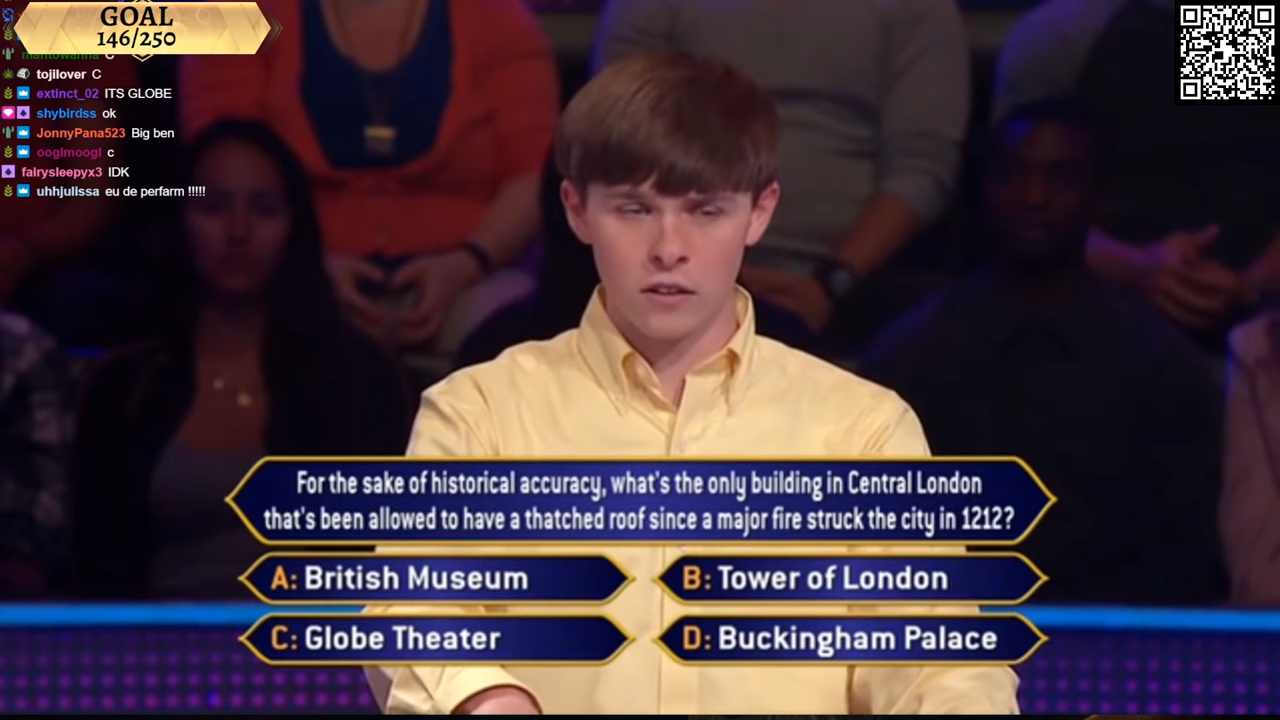 GOAL
146/250
tojilover C
extinct_02 ITS GLOBE
shybirdss ok
JonnyPana523 Big ben
ooglmoogl c
fairysleepyx3 IDK
uhhjulissa eu de perfarm !!!!!
For the sake of historical accuracy, what's the only building in Central London
that's been allowed to have a thatched roof since a major fire struck the city in 1212?
A: British Museum
B: Tower of London
C: Globe Theater
D: Buckingham Palace